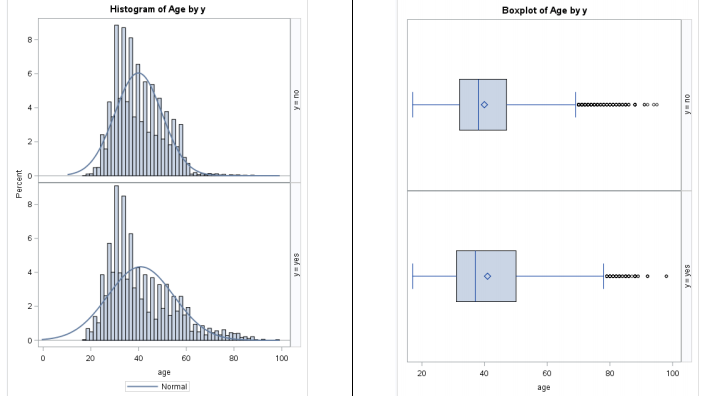 Histogram of Age by y
8
6
4
2
0
y = no
Percent
8
6
4
2
0
y = yes
0 20 40 60 80 100
age
Normal
Boxplot of Age by y
y = no
y = yes
20 40 60 80 100
age